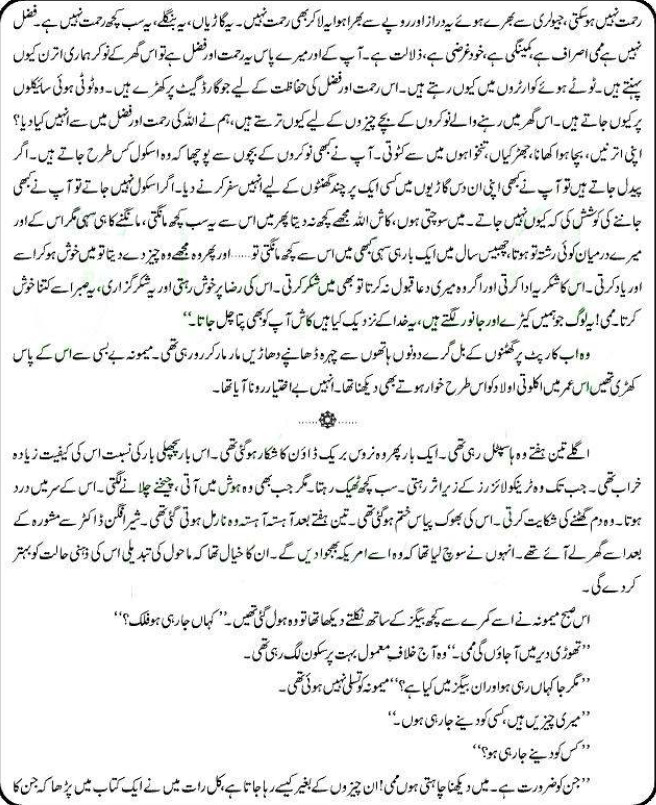 رحمت نہیں ہو سکتی، جیولری سے بھرے ہوئے یہ دراز اور روپے سے بھرا ہوا یہ لاکر بھی رحمت نہیں۔ یہ گاڑیاں، یہ بنگلے، یہ سب کچھ رحمت نہیں ہے۔ فضل
نہیں ہے ممی اصراف ہے، کمینگی ہے، خود غرضی ہے، ذلالت ہے۔ آپ کے اور میرے پاس یہ رحمت اور فضل ہے تو اس گھر کے نوکر ہماری اترن کیوں
پہنتے ہیں۔ ٹوٹے ہوئے کوارٹروں میں کیوں رہتے ہیں۔ اس رحمت اور فضل کی حفاظت کے لیے جو گارڈ گیٹ پر کھڑے ہیں۔ وہ ٹوٹی ہوئی سائیکلوں
پر کیوں جاتے ہیں۔ اس گھر میں رہنے والے نوکروں کے بچے چیزوں کے لیے کیوں ترستے ہیں، ہم نے اللہ کی رحمت اور فضل میں سے انہیں کیا دیا؟
اپنی اترنیں، بچا ہوا کھانا، جھڑکیاں، تنخواہوں میں سے کٹوتی۔ آپ نے کبھی نوکروں کے بچوں سے پوچھا کہ وہ اسکول کس طرح جاتے ہیں۔ اگر
پیدل جاتے ہیں تو آپ نے کبھی اپنی ان دس گاڑیوں میں کسی ایک پر چند گھنٹوں کے لیے انہیں سفر کرنے دیا۔ اگر اسکول نہیں جاتے تو آپ نے کبھی
جاننے کی کوشش کی کہ کیوں نہیں جاتے۔ میں سوچتی ہوں، کاش اللہ مجھے کچھ نہ دیتا پھر میں اس سے یہ سب کچھ مانگتی، مانگنے کا ہی سہی مگر اس کے اور
میرے درمیان کوئی رشتہ تو ہوتا، چھبیس سال میں ایک بار ہی سہی کبھی میں اس سے کچھ مانگتی تو...... اور پھر وہ مجھے وہ چیز دے دیتا تو میں خوش ہو کر اسے
اور یاد کرتی۔ اس کا شکر یہ ادا کرتی اور اگر وہ میری دعا قبول نہ کرتا تو بھی میں شکر کرتی۔ اس کی رضا پر خوش رہتی اور یہ شکر گزاری، یہ صبر اسے کتنا خوش
کرتا۔ ممی! یہ لوگ جو ہمیں کیڑے اور جانور لگتے ہیں، یہ خدا کے نزدیک کیا ہیں کاش آپ کو بھی پتا چل جاتا۔‘‘
وہ اب کارپٹ پر گھٹنوں کے بل گرے دونوں ہاتھوں سے چہرہ ڈھانپے دھاڑیں مار مار کر رو رہی تھی۔ میمونہ بے بسی سے اس کے پاس
کھڑی تھیں اس عمر میں اکلوتی اولاد کو اس طرح خوار ہوتے بھی دیکھنا تھا۔ انہیں بے اختیار رونا آیا تھا۔
اگلے تین ہفتے وہ ہاسپٹل رہی تھی۔ ایک بار پھر وہ نروس بریک ڈاؤن کا شکار ہو گئی تھی۔ اس بار پچھلی بار کی نسبت اس کی کیفیت زیادہ
خراب تھی۔ جب تک وہ ٹرینکولائزرز کے زیر اثر رہتی۔ سب کچھ ٹھیک رہتا۔ مگر جب بھی وہ ہوش میں آتی، چیخنے چلانے لگتی۔ اس کے سر میں درد
ہوتا۔ وہ دم گھٹنے کی شکایت کرتی۔ اس کی بھوک پیاس ختم ہو گئی تھی۔ تین ہفتے بعد آہستہ آہستہ وہ نارمل ہوتی گئی تھی۔ شیر افگن ڈاکٹر سے مشورہ کے
بعد اسے گھر لے آئے تھے۔ انہوں نے سوچ لیا تھا کہ وہ اسے امریکہ بھجوا دیں گے۔ ان کا خیال تھا کہ ماحول کی تبدیلی اس کی ذہنی حالت کو بہتر
کر دے گی۔
اس صبح میمونہ نے اسے کمرے سے کچھ بیگز کے ساتھ نکلتے دیکھا تھا تو وہ ہول گئی تھیں۔ ’’کہاں جا رہی ہو فلک؟‘‘
’’تھوڑی دیر میں آ جاؤں گی ممی۔‘‘ وہ آج خلاف معمول بہت پر سکون لگ رہی تھی۔
’’مگر جا کہاں رہی ہو اور ان بیگز میں کیا ہے؟‘‘ میمونہ کو تسلی نہیں ہوئی تھی۔
’’میری چیزیں ہیں، کسی کو دینے جا رہی ہوں۔‘‘
’’کس کو دینے جا رہی ہو؟‘‘
’’جن کو ضرورت ہے۔ میں دیکھنا چاہتی ہوں ممی! ان چیزوں کے بغیر کیسے رہا جاتا ہے، کل رات میں نے ایک کتاب میں پڑھا کہ جن کا